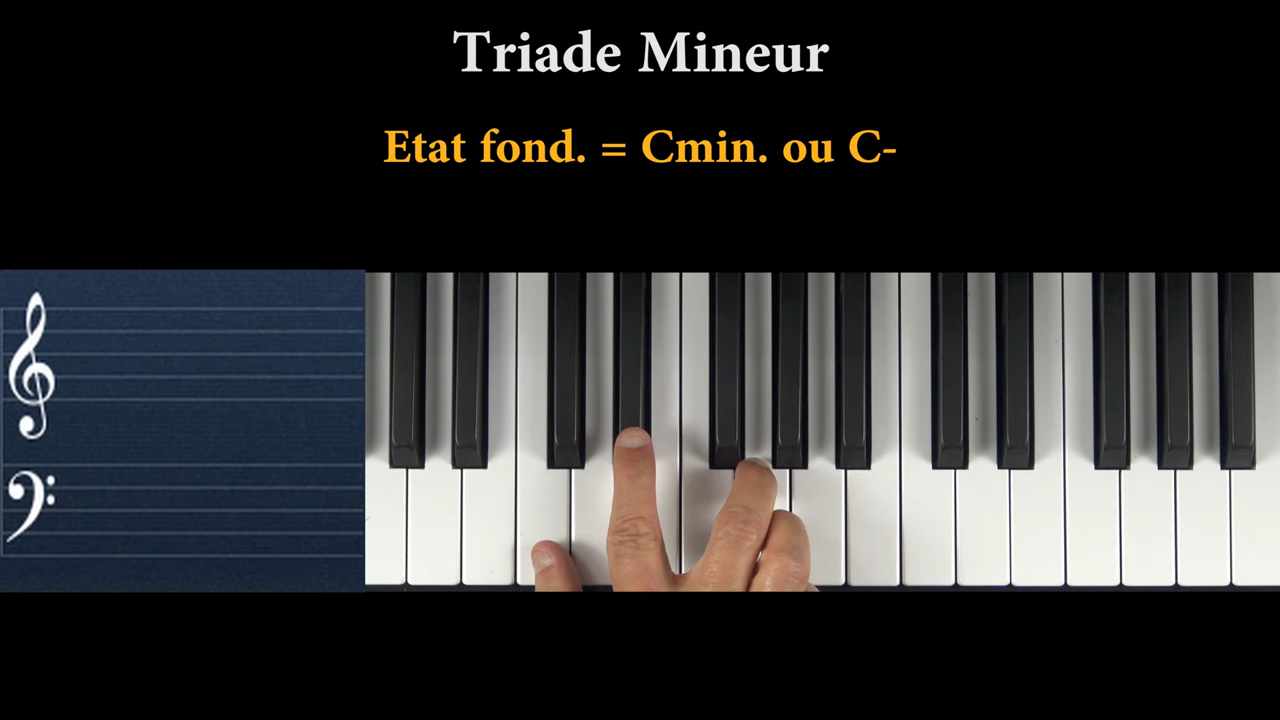 Triade Mineur
Etat fond. = Cmin. ou C-